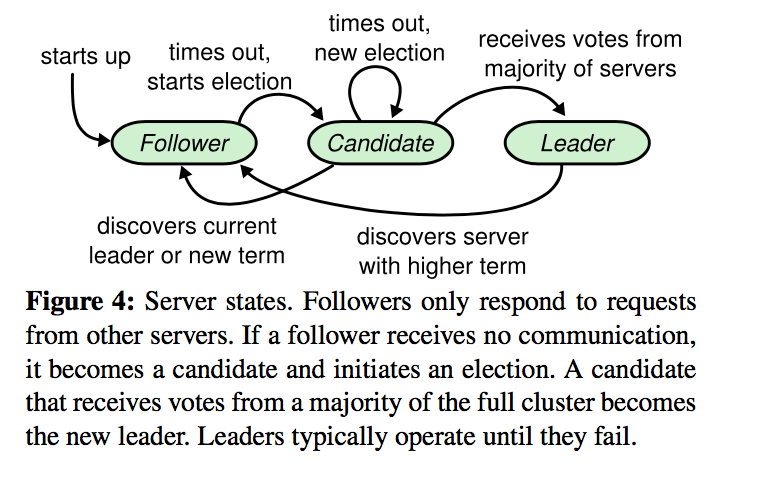 starts up
times out,
starts election
times out,
new election
receives votes from
majority of servers
Follower
Candidate
Leader
discovers current
leader or new term
discovers server
with higher term
Figure 4: Server states. Followers only respond to requests
from other servers. If a follower receives no communication,
it becomes a candidate and initiates an election. A candidate
that receives votes from a majority of the full cluster becomes
the new leader. Leaders typically operate until they fail.